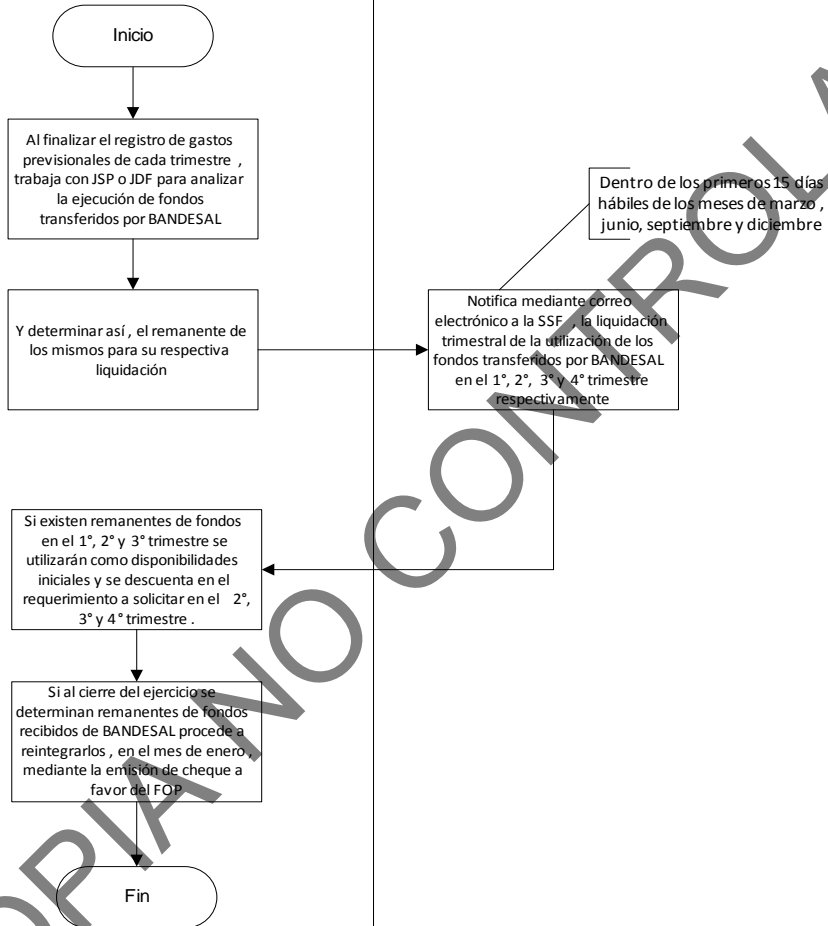 Inicio
Al finalizar el registro de gastos
previsionales de cada trimestre ,
trabaja con JSP o JDF para analizar
la ejecución de fondos
transferidos por BANDESAL
Dentro de los primeros 15 días
hábiles de los meses de marzo ,
junio, septiembre y diciembre
Y determinar así , el remanente de
los mismos para su respectiva
liquidación
Notifica mediante correo
electrónico a la SSF , la liquidación
trimestral de la utilización de los
fondos transferidos por BANDESAL
en el 1°, 2°, 3° y 4° trimestre
respectivamente
Si existen remanentes de fondos
en el 1°, 2° y 3° trimestre se
utilizarán como disponibilidades
iniciales y se descuenta en el
requerimiento a solicitar en el 2°,
3° y 4° trimestre .
Si al cierre del ejercicio se
determinan remanentes de fondos
recibidos de BANDESAL procede a
reintegrarlos , en el mes de enero ,
mediante la emisión de cheque a
favor del FOP
Fin
OPIA NO CONTROLA